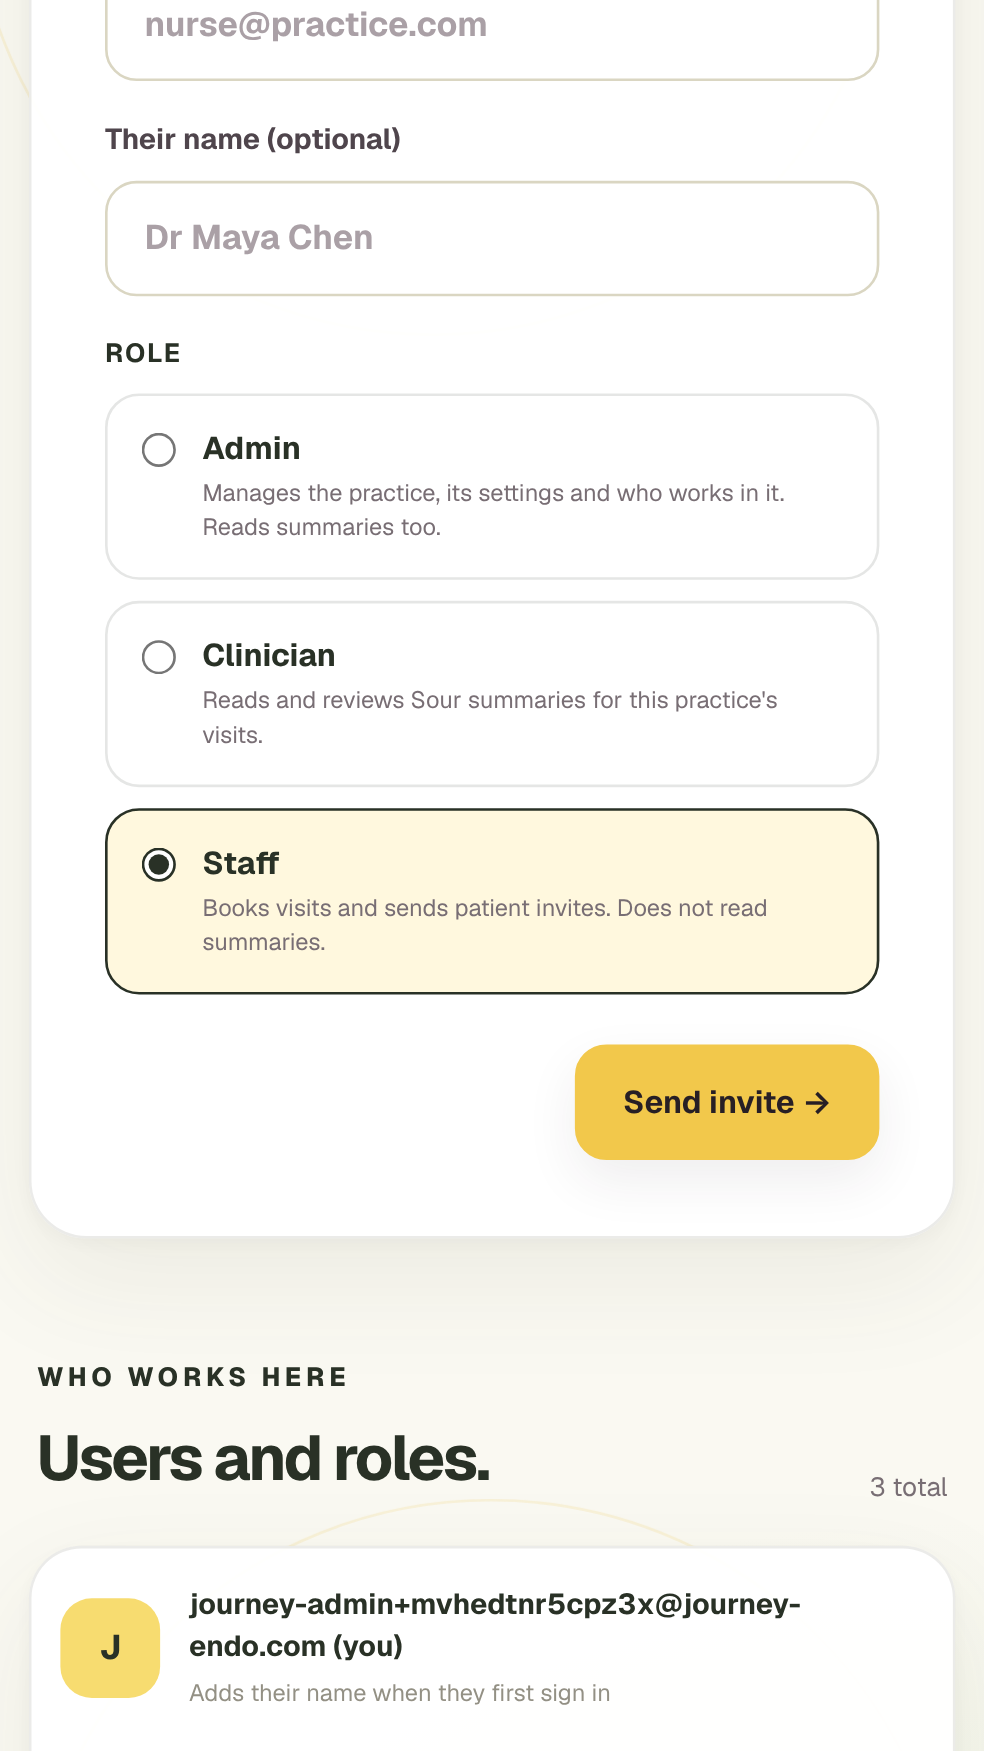 nurse@practice.com
Their name (optional)
Dr Maya Chen
ROLE
Admin
Manages the practice, its settings and who works in it.
Reads summaries too.
Clinician
Reads and reviews Sour summaries for this practice's
visits.
Staff
Books visits and sends patient invites. Does not read
summaries.
Send invite →
WHO WORKS HERE
Users and roles.
3 total
J
journey-admin+mvhedtnr5cpz3x@journey-
endo.com (you)
Adds their name when they first sign in